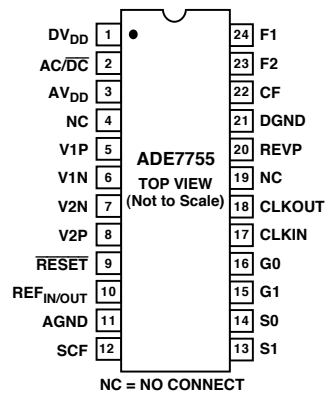 DVDD 1 24 F1
AC/DC 2 23 F2
AVDD 3 22 CF
NC 4 21 DGND
V1P 5 20 REVP
ADE7755
V1N 6 19 NC
TOP VIEW
(Not to Scale)
V2N 7 18 CLKOUT
V2P 8 17 CLKIN
RESET 9 16 G0
REFIN/OUT 10 15 G1
AGND 11 14 S0
SCF 12 13 S1
NC = NO CONNECT